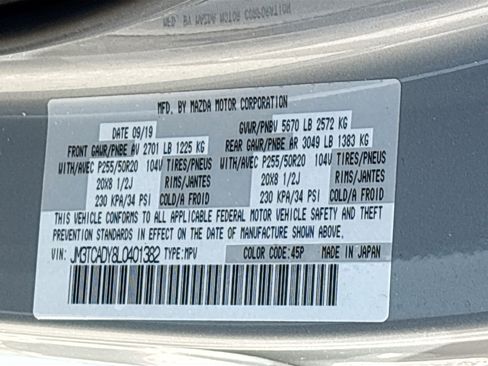 MFD. BY MAZDA MOTOR CORPORATION
DATE 09/19 GVWR/PNBV 5670 LB 2572 KG
FRONT GAWR/PNBE AV 2701 LB 1225 KG REAR GAWR/PNBE AR 3049 LB 1383 KG
WITH/AVEC P255/50R20 104V TIRES/PNEUS WITH/AVEC P255/50R20 104V TIRES/PNEUS
20X8 1/2J RIMS/JANTES 20X8 1/2J RIMS/JANTES
230 KPA/34 PSI COLD/A FROID 230 KPA/34 PSI COLD/A FROID
THIS VEHICLE CONFORMS TO ALL APPLICABLE FEDERAL MOTOR VEHICLE SAFETY AND THEFT
PREVENTION STANDARDS IN EFFECT ON THE DATE OF MANUFACTURE SHOWN ABOVE.
VIN: JM3TCADY8L0401382 TYPE:MPV COLOR CODE:45P MADE IN JAPAN